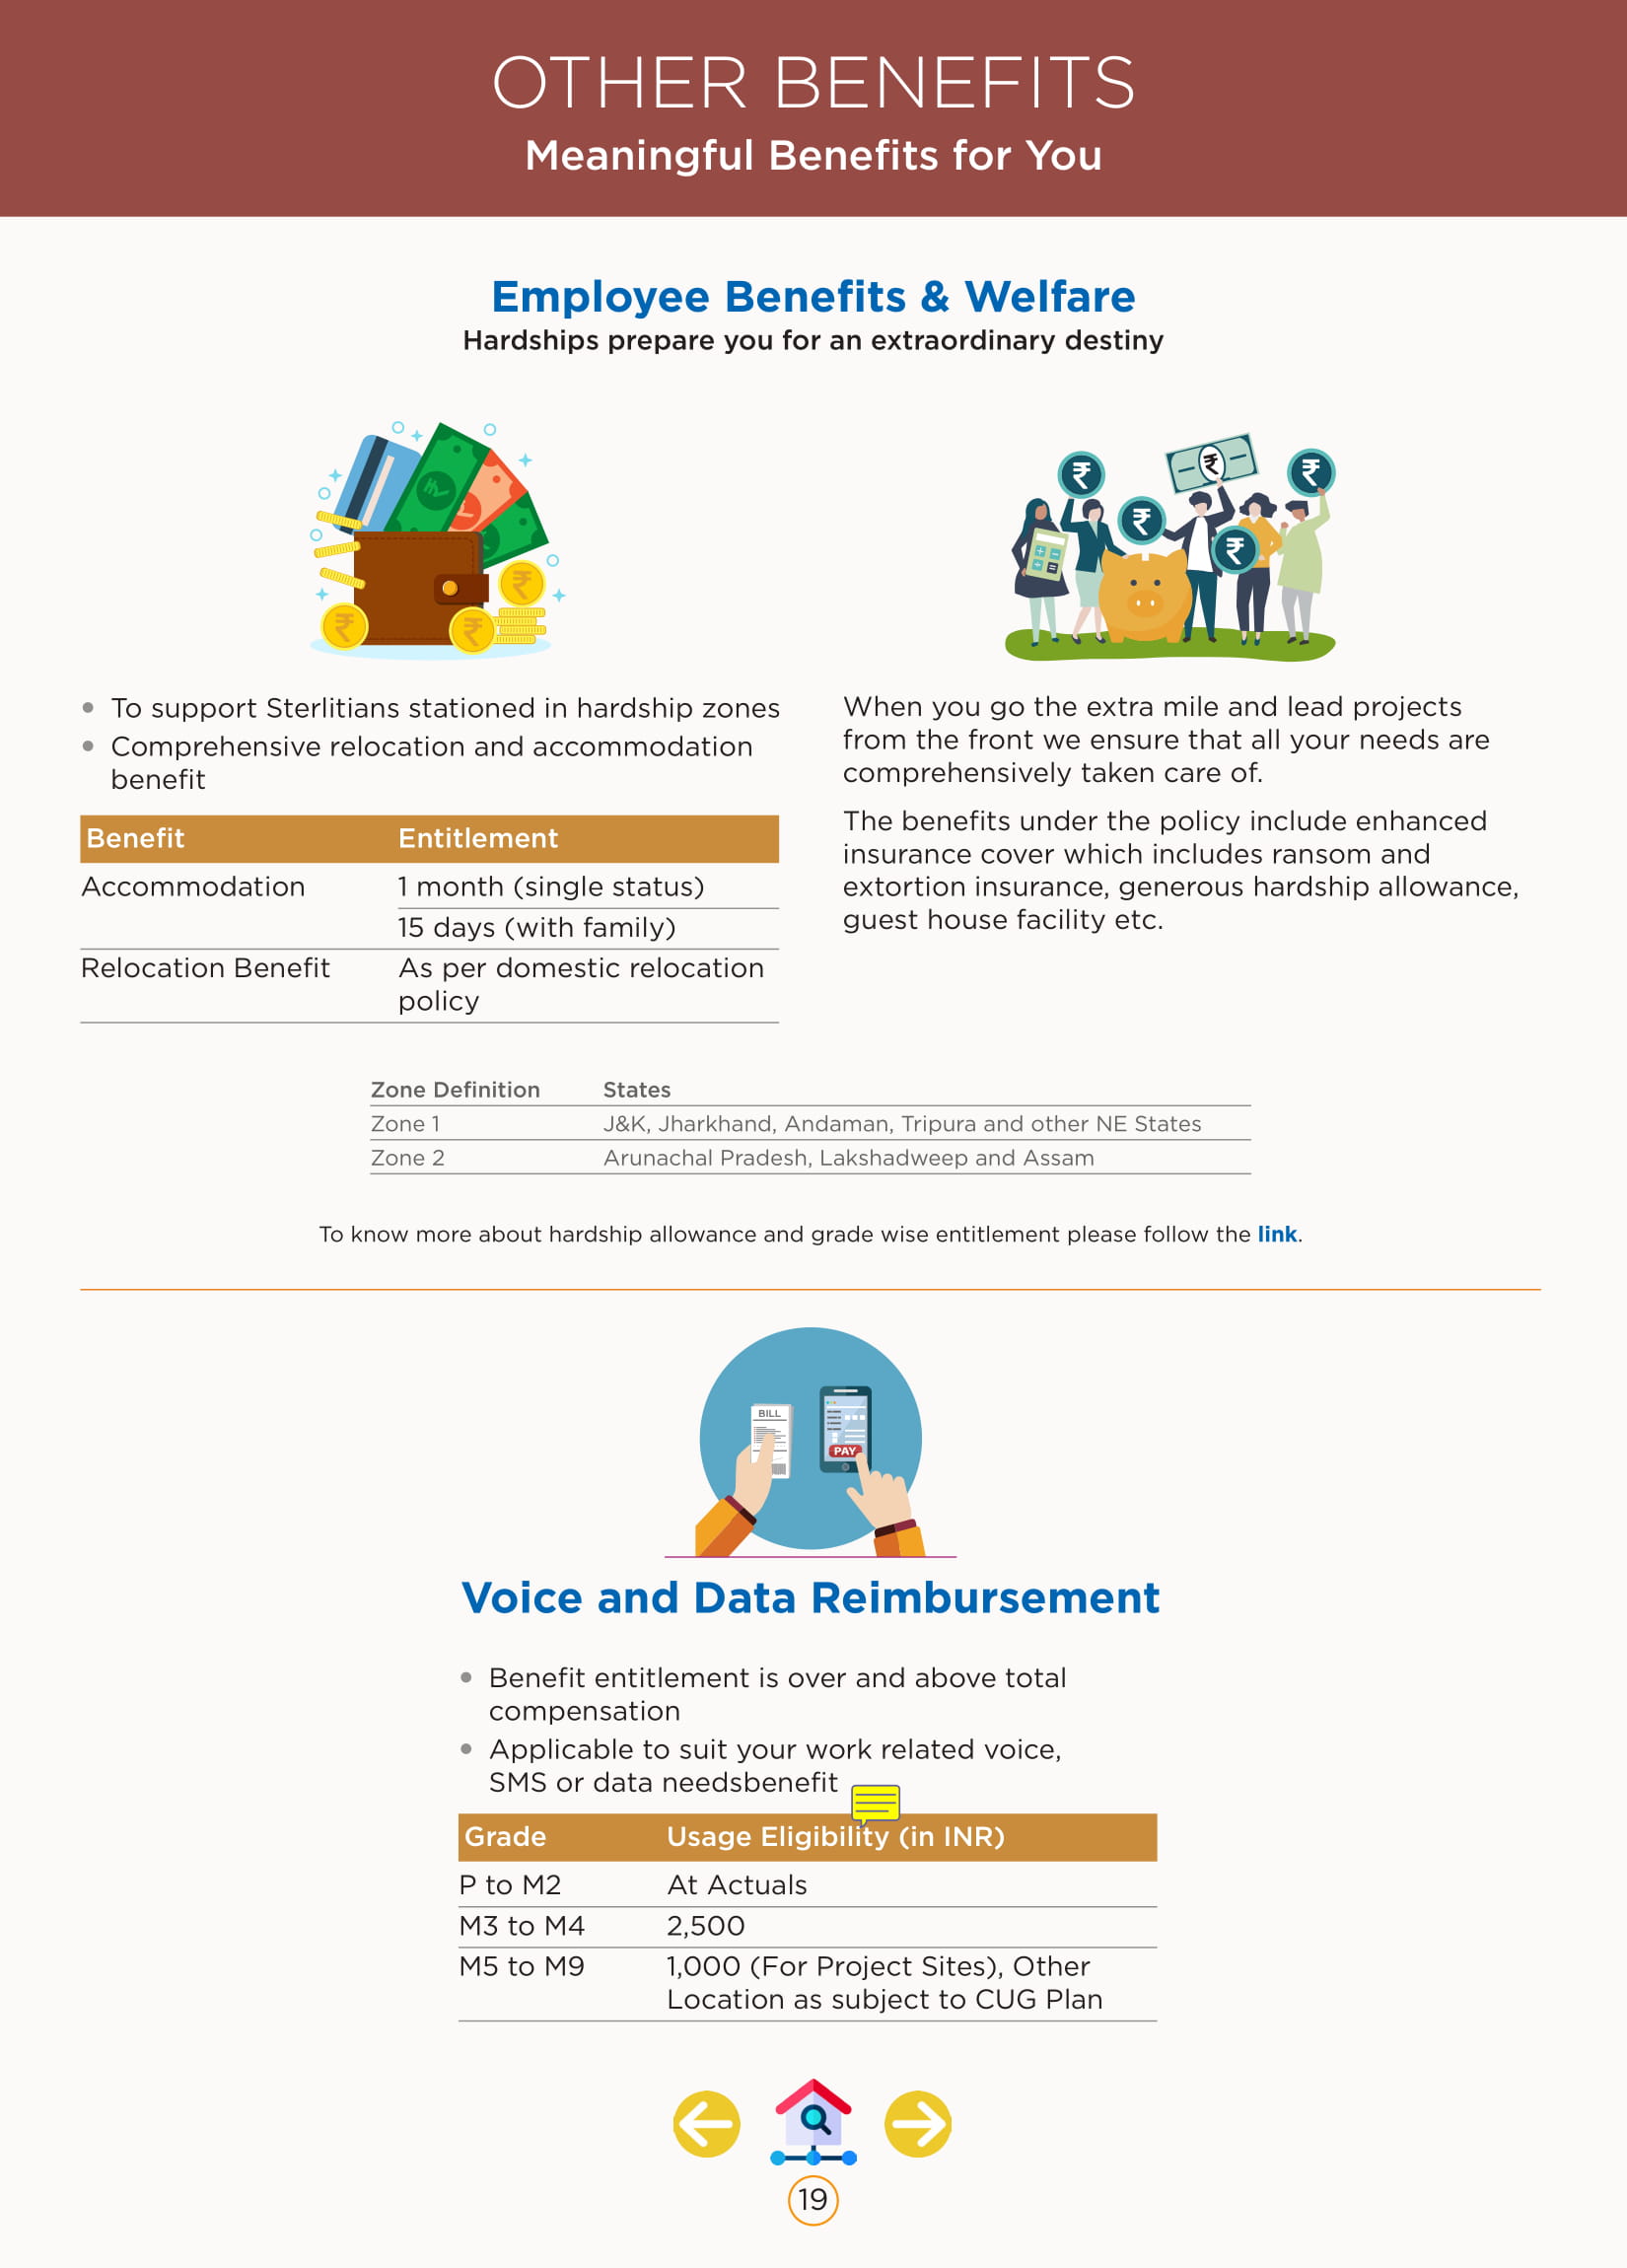 OTHER BENEFITS
Meaningful Benefits for You
Employee Benefits & Welfare
Hardships prepare you for an extraordinary destiny
₹
₹
₹
₹
₹
₹
₹
₹
• To support Sterlitians stationed in hardship zones
• Comprehensive relocation and accommodation
benefit
Benefit Entitlement
Accommodation 1 month (single status)
15 days (with family)
Relocation Benefit As per domestic relocation
policy
When you go the extra mile and lead projects
from the front we ensure that all your needs are
comprehensively taken care of.
The benefits under the policy include enhanced
insurance cover which includes ransom and
extortion insurance, generous hardship allowance,
guest house facility etc.
Zone Definition States
Zone 1 J&K, Jharkhand, Andaman, Tripura and other NE States
Zone 2 Arunachal Pradesh, Lakshadweep and Assam
To know more about hardship allowance and grade wise entitlement please follow the link.
BILL
PAY
Voice and Data Reimbursement
• Benefit entitlement is over and above total
compensation
• Applicable to suit your work related voice,
SMS or data needsbenefit
Grade Usage Eligibility (in INR)
P to M2 At Actuals
M3 to M4 2,500
M5 to M9 1,000 (For Project Sites), Other
Location as subject to CUG Plan
19